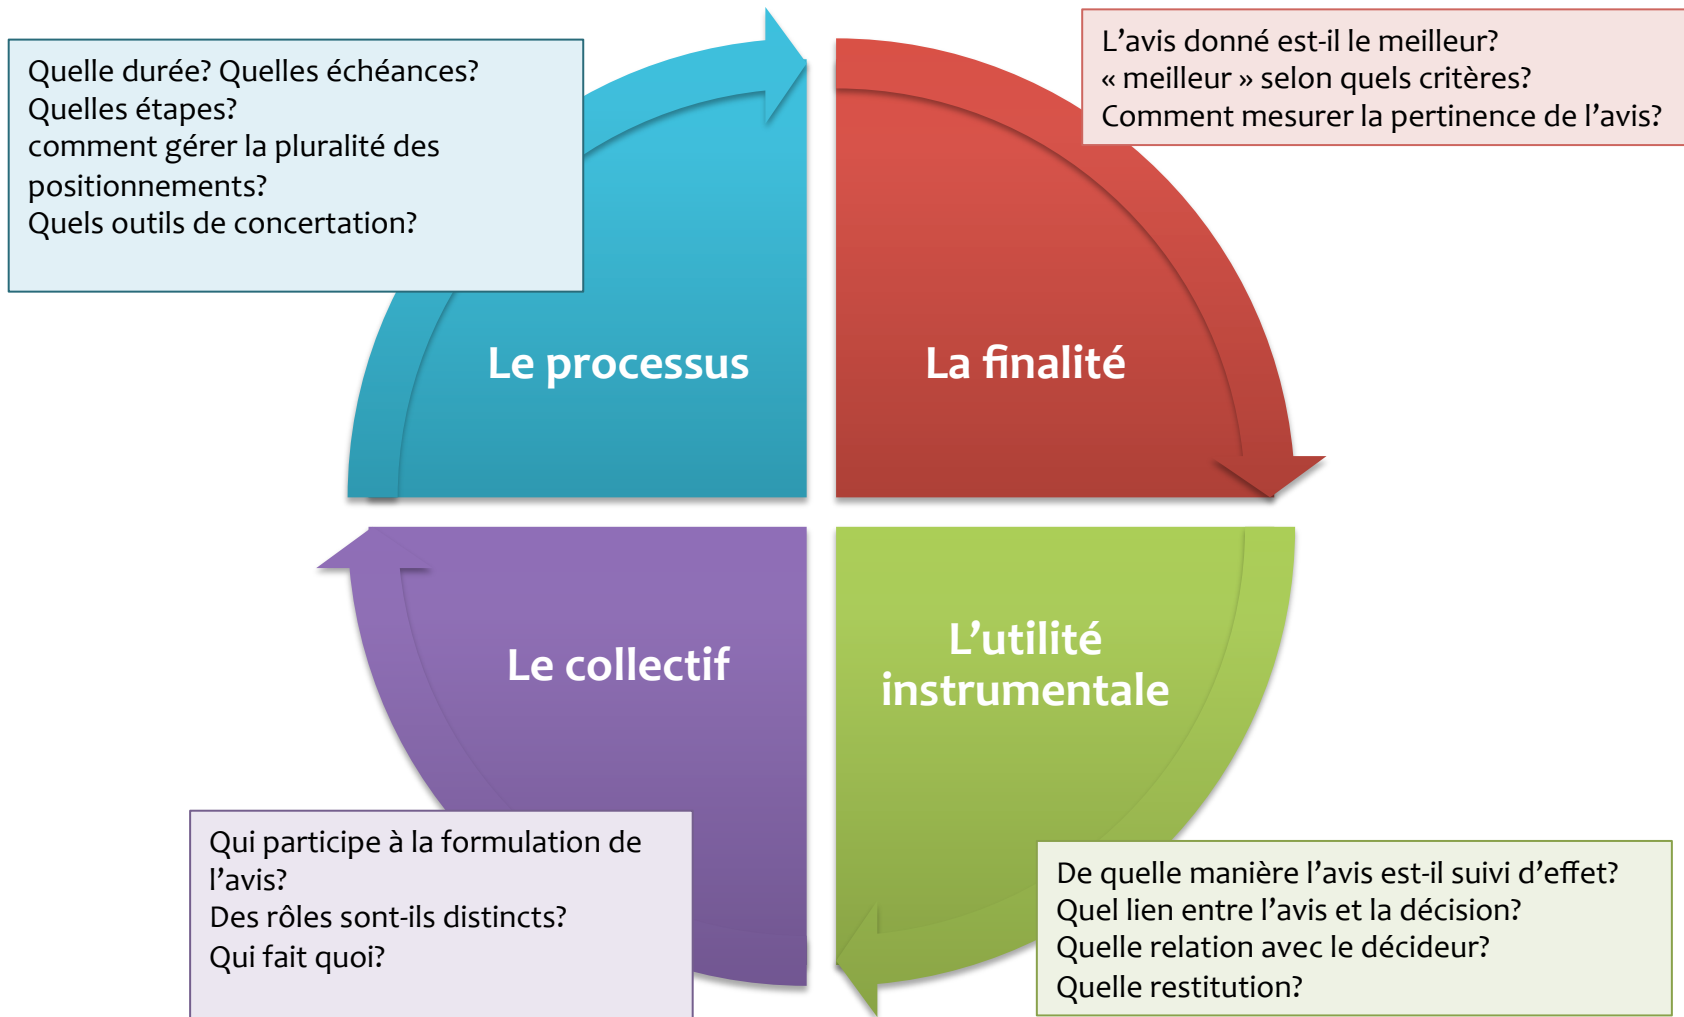 Quelle durée? Quelles échéances?
Quelles étapes?
comment gérer la pluralité des
positionnements?
Quels outils de concertation?
L’avis donné est-il le meilleur?
« meilleur » selon quels critères?
Comment mesurer la pertinence de l’avis?
Le processus
La finalité
Le collectif
L’utilité
instrumentale
Qui participe à la formulation de
l’avis?
Des rôles sont-ils distincts?
Qui fait quoi?
De quelle manière l’avis est-il suivi d’effet?
Quel lien entre l’avis et la décision?
Quelle relation avec le décideur?
Quelle restitution?